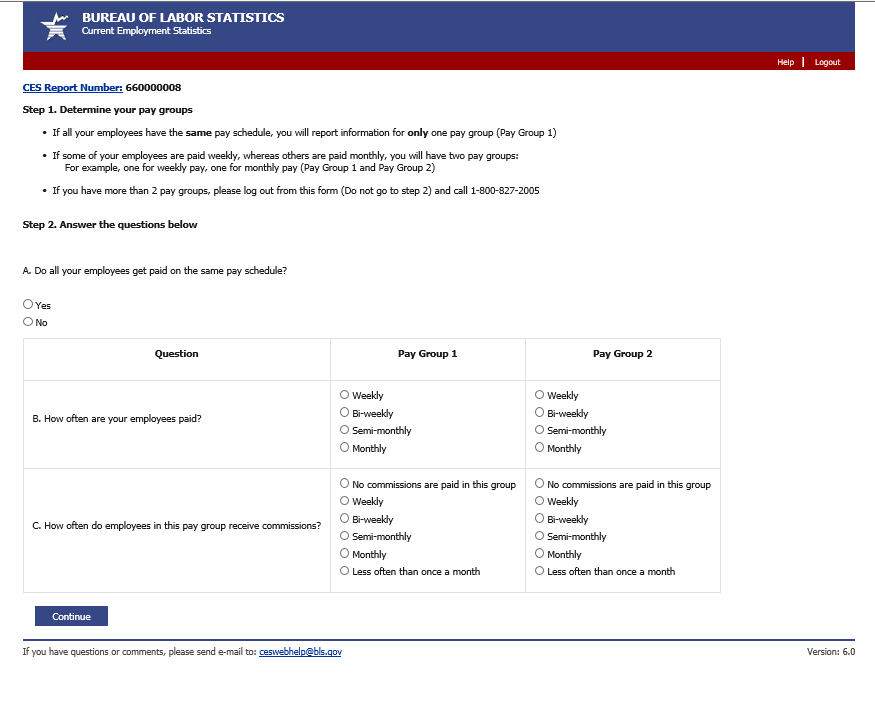 BUREAU OF LABOR STATISTICS
Current Employment Statistics
Help | Logout
CES Report Number: 660000008
Step 1. Determine your pay groups
• If all your employees have the same pay schedule, you will report information for only one pay group (Pay Group 1)
• If some of your employees are paid weekly, whereas others are paid monthly, you will have two pay groups:
For example, one for weekly pay, one for monthly pay (Pay Group 1 and Pay Group 2)
• If you have more than 2 pay groups, please log out from this form (Do not go to step 2) and call 1-800-827-2005
Step 2. Answer the questions below
A. Do all your employees get paid on the same pay schedule?
Yes
No
Question Pay Group 1 Pay Group 2
B. How often are your employees paid?
Weekly
Bi-weekly
Semi-monthly
Monthly
Weekly
Bi-weekly
Semi-monthly
Monthly
C. How often do employees in this pay group receive commissions?
No commissions are paid in this group
Weekly
Bi-weekly
Semi-monthly
Monthly
Less often than once a month
No commissions are paid in this group
Weekly
Bi-weekly
Semi-monthly
Monthly
Less often than once a month
Continue
If you have questions or comments, please send e-mail to: ceswebhelp@bls.gov Version: 6.0